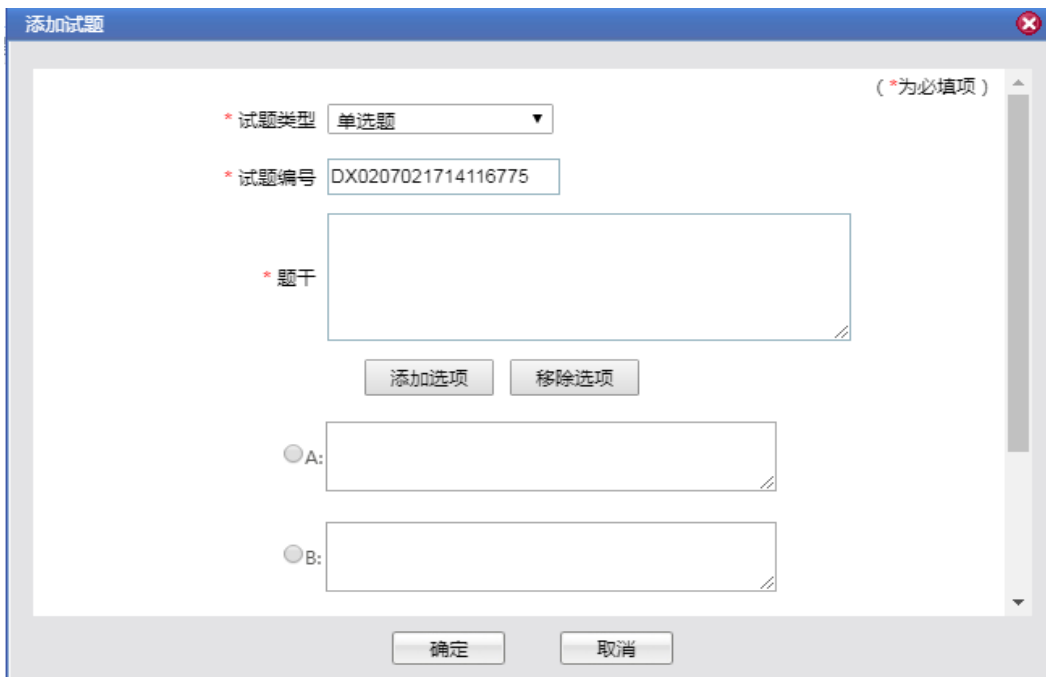 添加试题
（*为必填项）
* 试题类型 单选题
* 试题编号 DX0207021714116775
* 题干
添加选项 移除选项
A:
B:
确定 取消